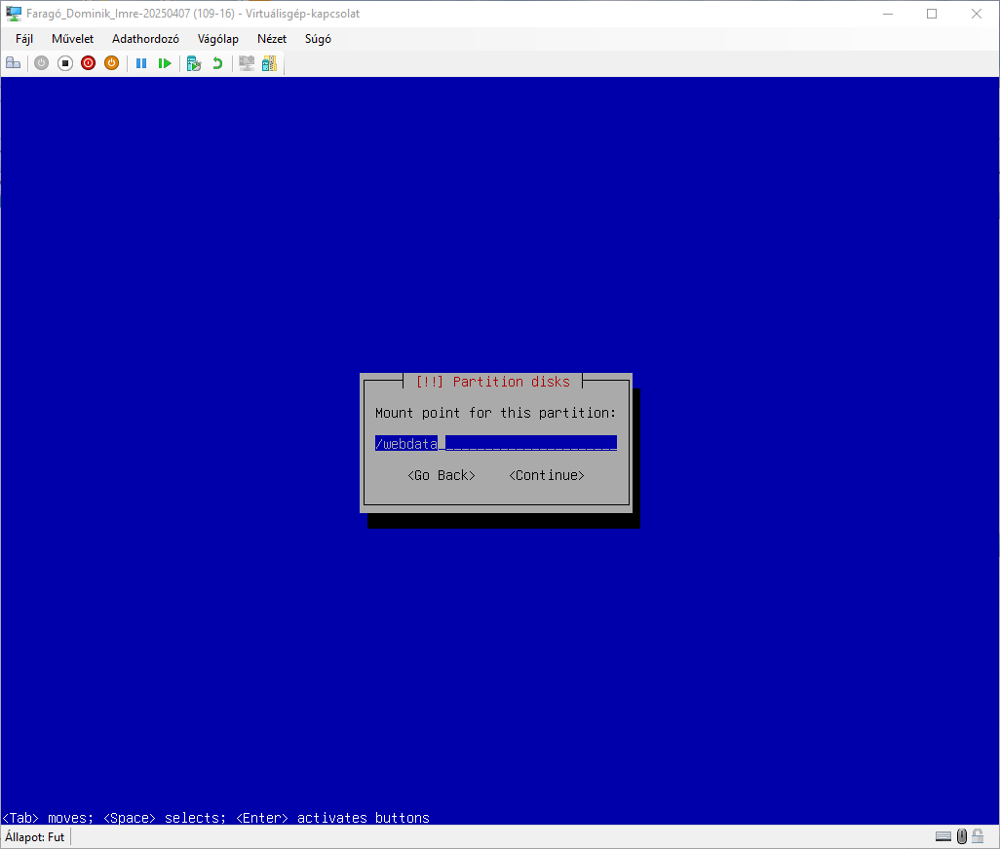 Faragó_Dominik_Imre-20250407 (109-16) - Virtuálisgép-kapcsolat
Fájl Művelet Adathordozó Vágólap Nézet Súgó
[!!] Partition disks
Mount point for this partition:
/webdata
<Go Back> <Continue>
<Tab> moves; <Space> selects; <Enter> activates buttons
Állapot: Fut